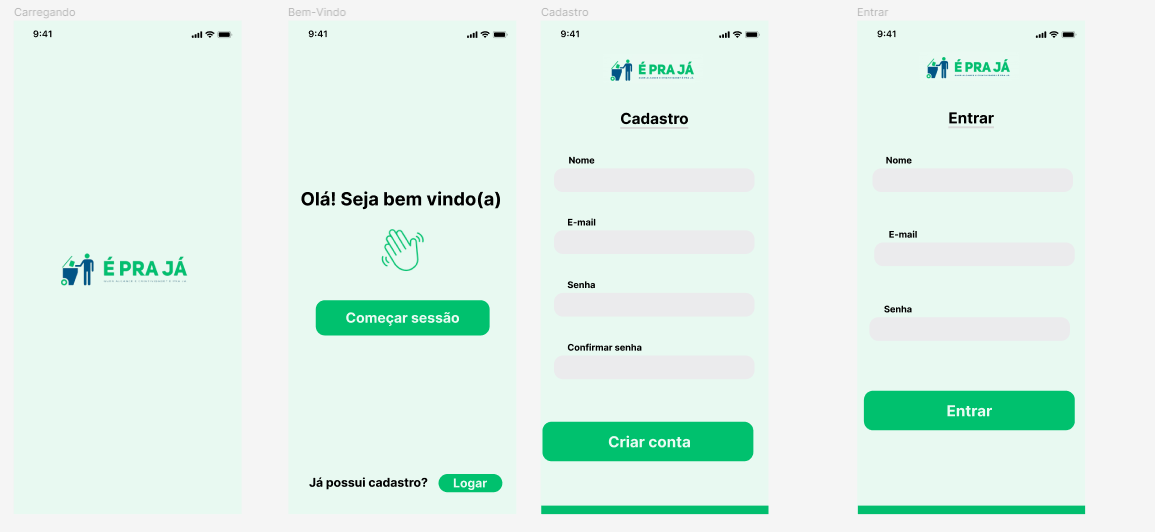 Carregando
9:41
É PRA JÁ
Bem-Vindo
9:41
Olá! Seja bem vindo(a)
Começar sessão
Já possui cadastro? Logar
Cadastro
9:41
É PRA JÁ
Cadastro
Nome
E-mail
Senha
Confirmar senha
Criar conta
Entrar
9:41
É PRA JÁ
Entrar
Nome
E-mail
Senha
Entrar